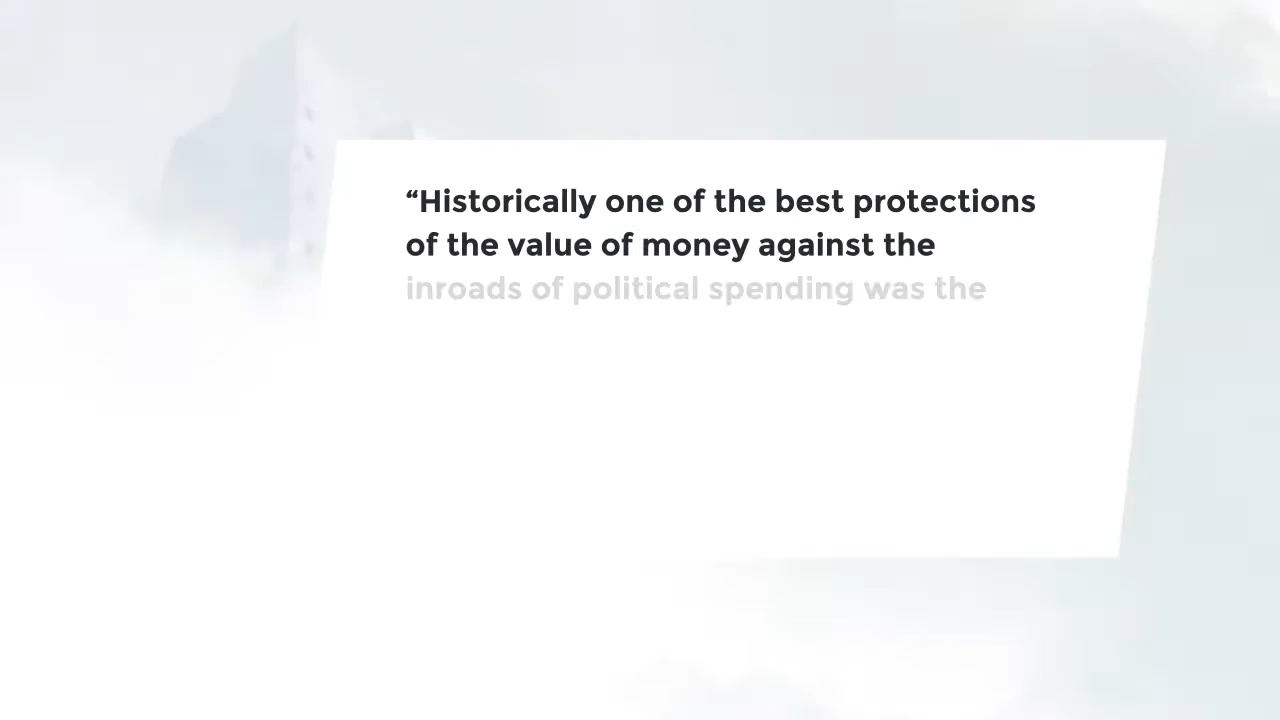 “Historically one of the best protections
of the value of money against the
inroads of political spending was the